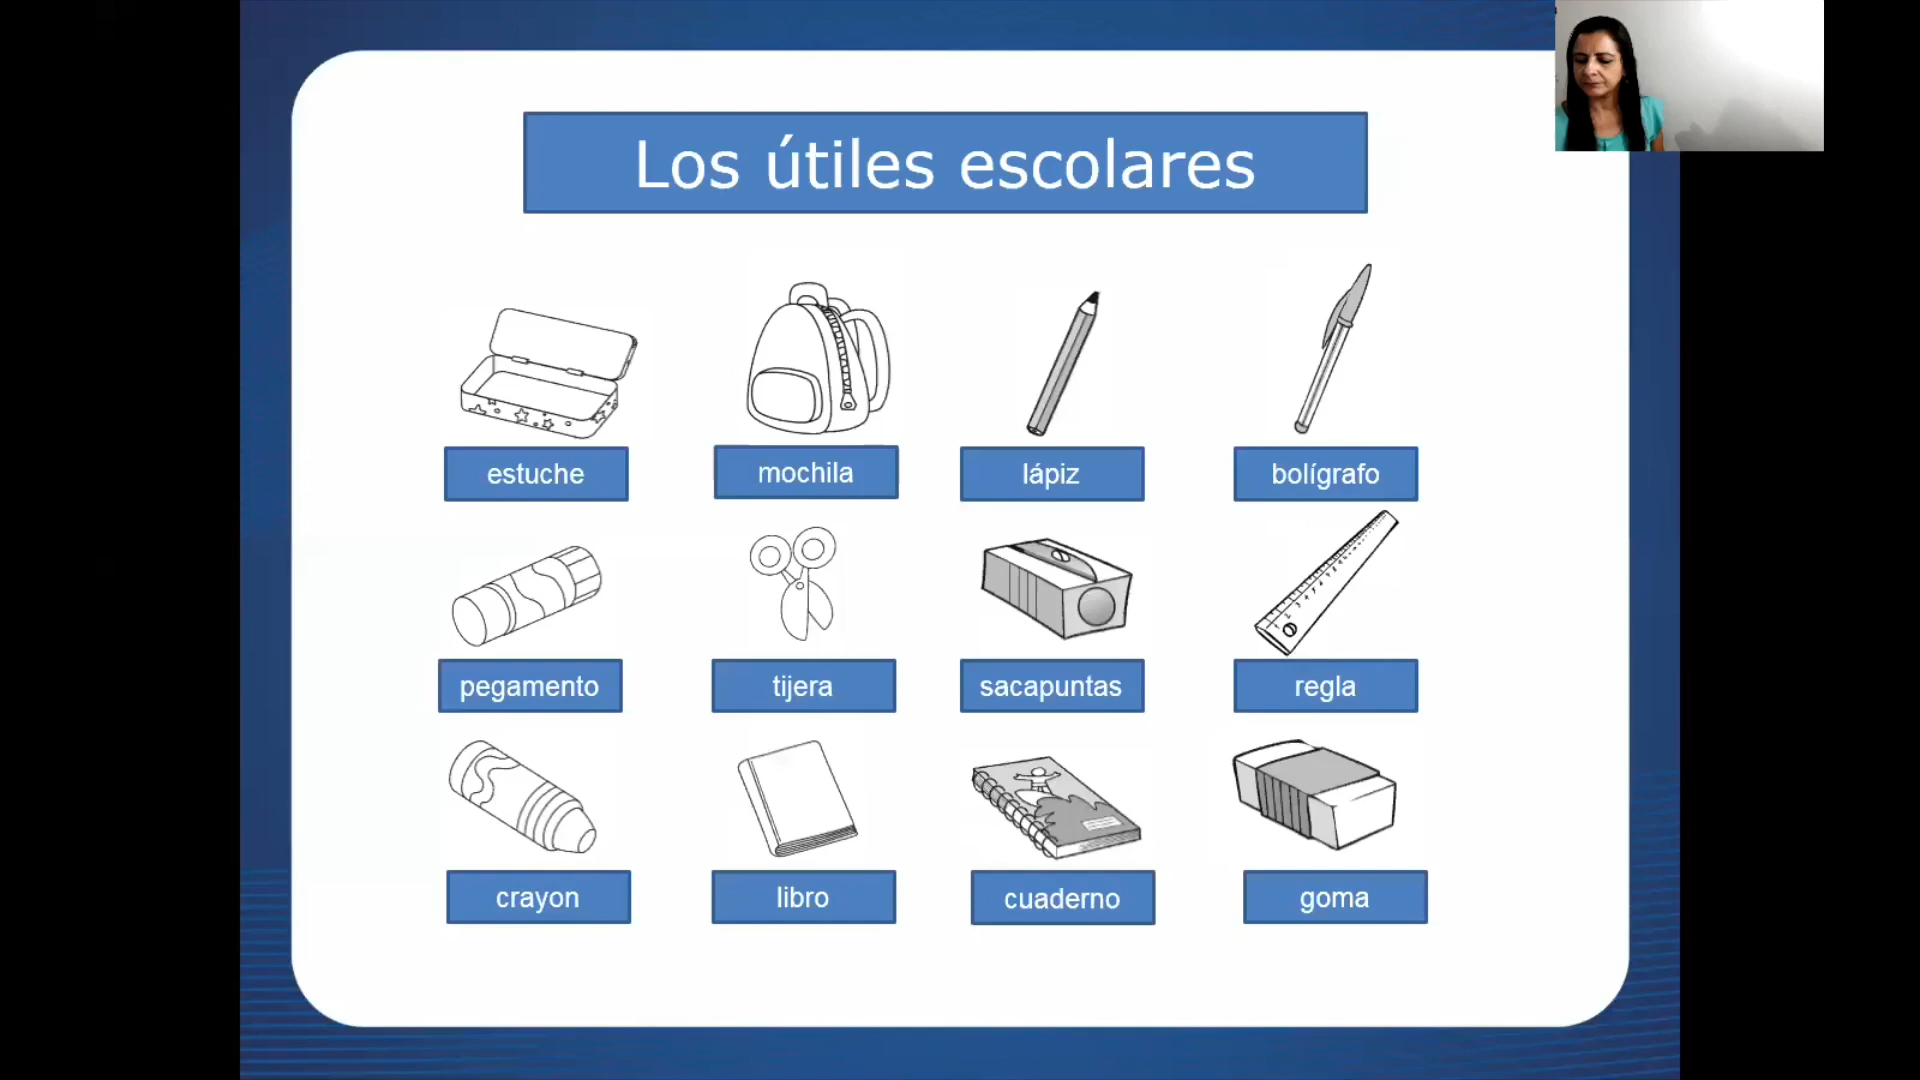 Los útiles escolares
estuche
mochila
lápiz
bolígrafo
pegamento
tijera
sacapuntas
regla
crayon
libro
cuaderno
goma